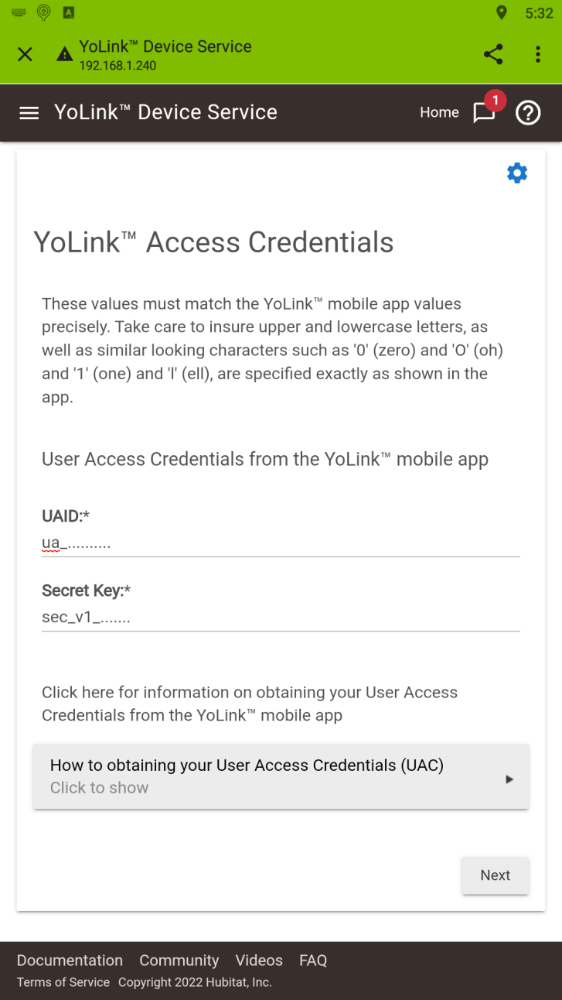 5:32
YoLink™ Device Service
192.168.1.240
YoLink™ Device Service
Home
1
YoLink™ Access Credentials
These values must match the YoLink™ mobile app values
precisely. Take care to insure upper and lowercase letters, as
well as similar looking characters such as '0' (zero) and 'O' (oh)
and '1' (one) and 'l' (ell), are specified exactly as shown in the
app.
User Access Credentials from the YoLink™ mobile app
UAID:*
ua_..........
Secret Key:*
sec_v1_.......
Click here for information on obtaining your User Access
Credentials from the YoLink™ mobile app
How to obtaining your User Access Credentials (UAC)
Click to show
Next
Documentation Community Videos FAQ
Terms of Service Copyright 2022 Hubitat, Inc.